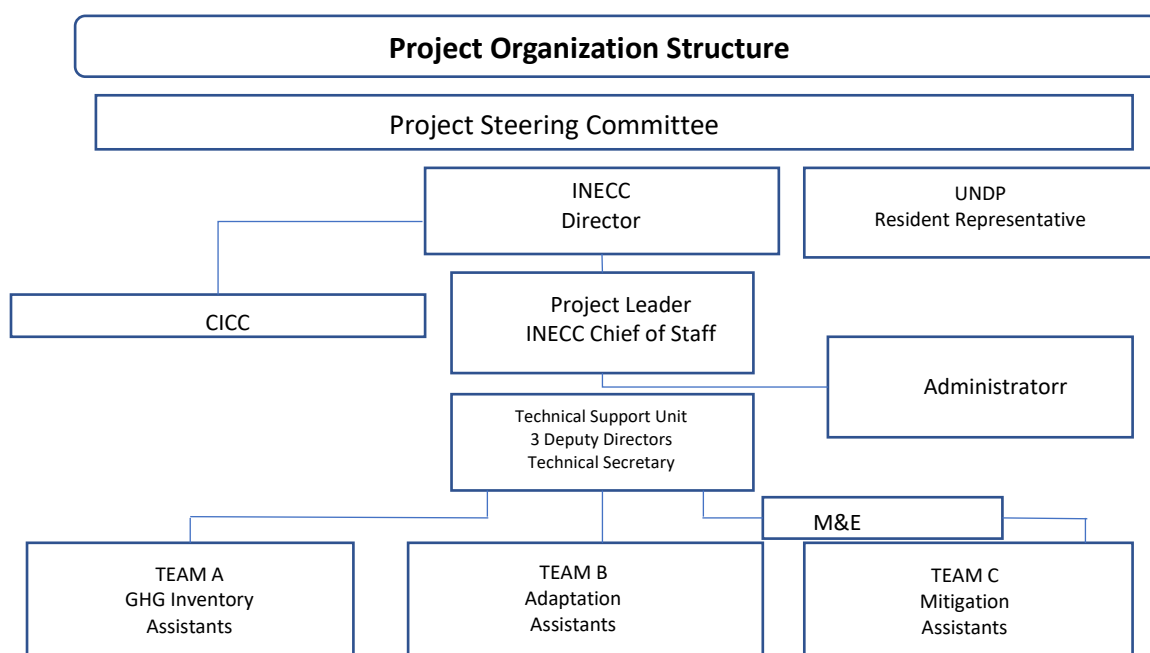 Project Organization Structure
Project Steering Committee
INECC
Director
UNDP
Resident Representative
CICC
Project Leader
INECC Chief of Staff
Administratorr
Technical Support Unit
3 Deputy Directors
Technical Secretary
M&E
TEAM A
GHG Inventory
Assistants
TEAM B
Adaptation
Assistants
TEAM C
Mitigation
Assistants